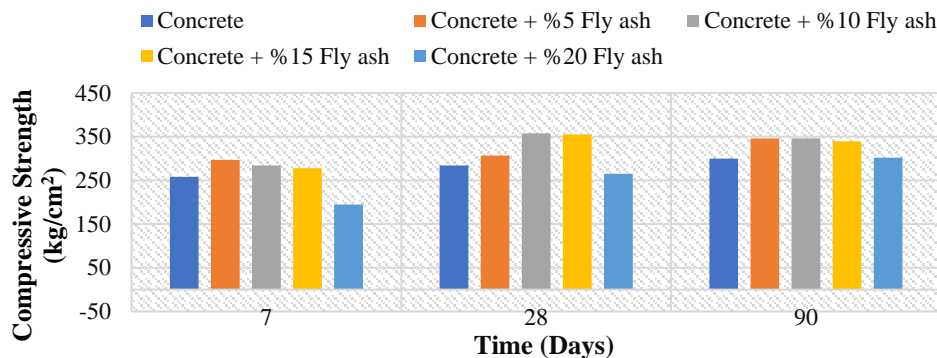 Concrete
Concrete + %5 Fly ash
Concrete + %10 Fly ash
Concrete + %15 Fly ash
Concrete + %20 Fly ash
Compressive Strength
(kg/cm²)
450
350
250
150
50
-50
7
28
90
Time (Days)